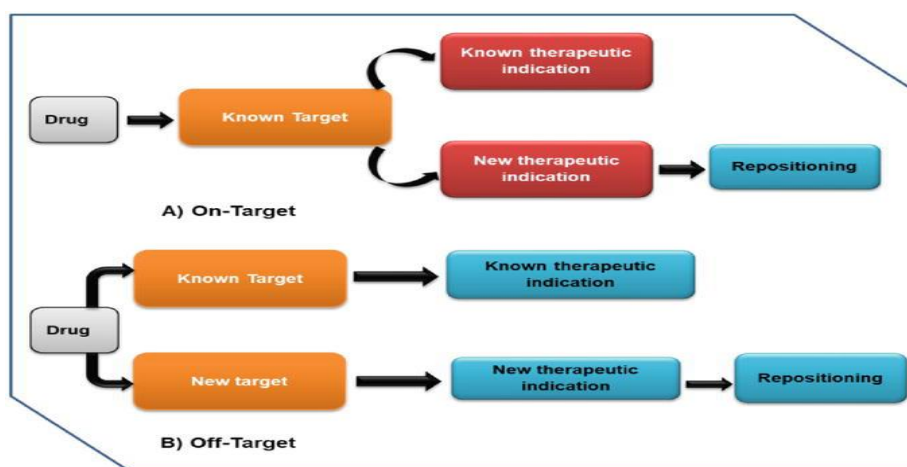 Known therapeutic
indication
Drug
Known Target
New therapeutic
indication
Repositioning
A) On-Target
Known Target
Known therapeutic
indication
Drug
New target
New therapeutic
indication
Repositioning
B) Off-Target